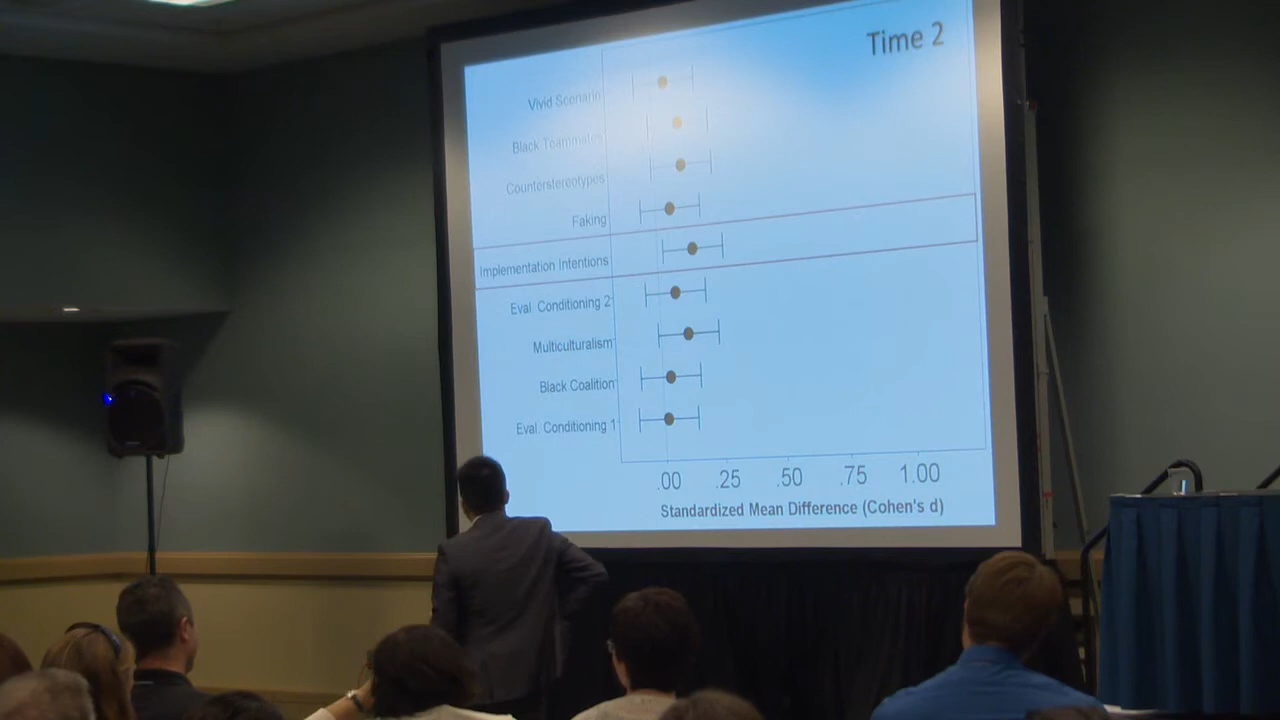 Time 2
Vivid Scenario
Black Teammates
Counterstereotypes
Faking
Implementation Intentions
Eval. Conditioning 2
Multiculturalism
Black Coalition
Eval. Conditioning 1
.00 .25 .50 .75 1.00
Standardized Mean Difference (Cohen's d)